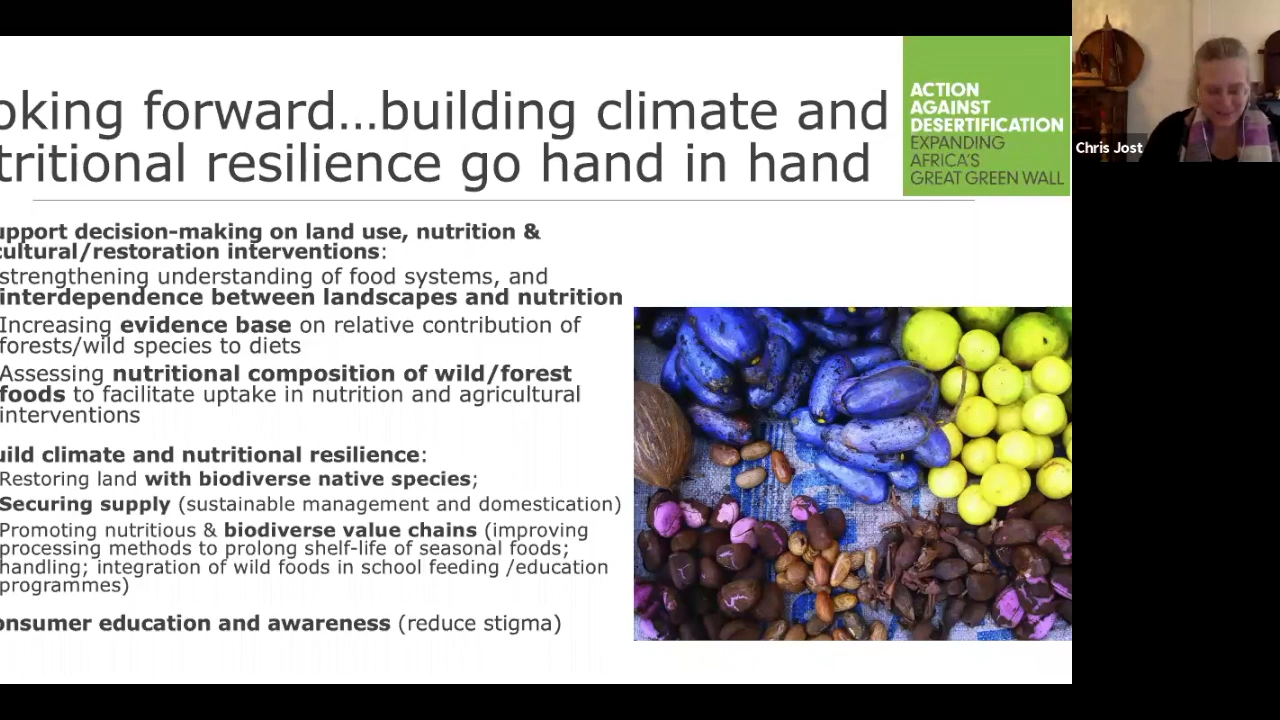 oking forward...building climate and
tritional resilience go hand in hand
ACTION
AGAINST
DESERTIFICATION
EXPANDING
AFRICA'S
GREAT GREEN WALL
Chris Jost
upport decision-making on land use, nutrition &
cultural/restoration interventions:
strengthening understanding of food systems, and
interdependence between landscapes and nutrition
Increasing evidence base on relative contribution of
forests/wild species to diets
Assessing nutritional composition of wild/forest
foods to facilitate uptake in nutrition and agricultural
interventions
uild climate and nutritional resilience:
Restoring land with biodiverse native species;
Securing supply (sustainable management and domestication)
Promoting nutritious & biodiverse value chains (improving
processing methods to prolong shelf-life of seasonal foods;
handling; integration of wild foods in school feeding /education
programmes)
onsumer education and awareness (reduce stigma)